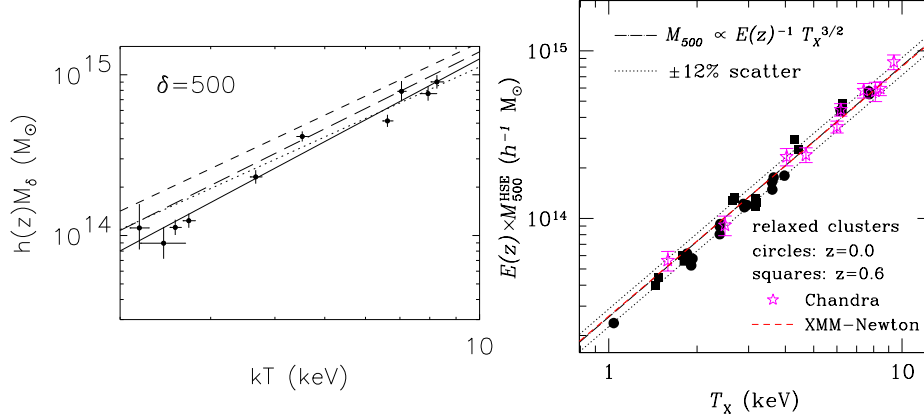 δ=500
10^15
10^14
h(z)M_δ (M_⊙)
10
kT (keV)
M_500 ∝ E(z)^−1 T_X^3/2
±12% scatter
10^15
10^14
E(z)×M_500^HSE (h^−1 M_⊙)
relaxed clusters
circles: z=0.0
squares: z=0.6
Chandra
XMM−Newton
1
10
T_X (keV)